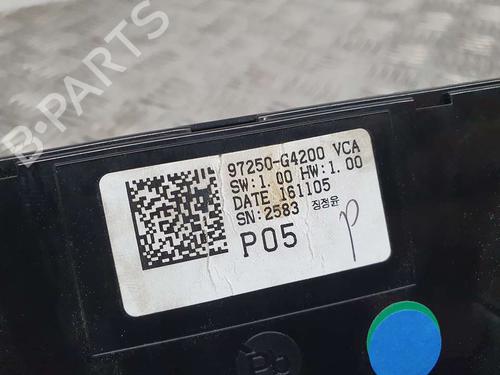 B-PARTS
97250-G4200 VCA
SW:1.00 HW:1.00
DATE 161105
SN:2583 징정윤
P05
p